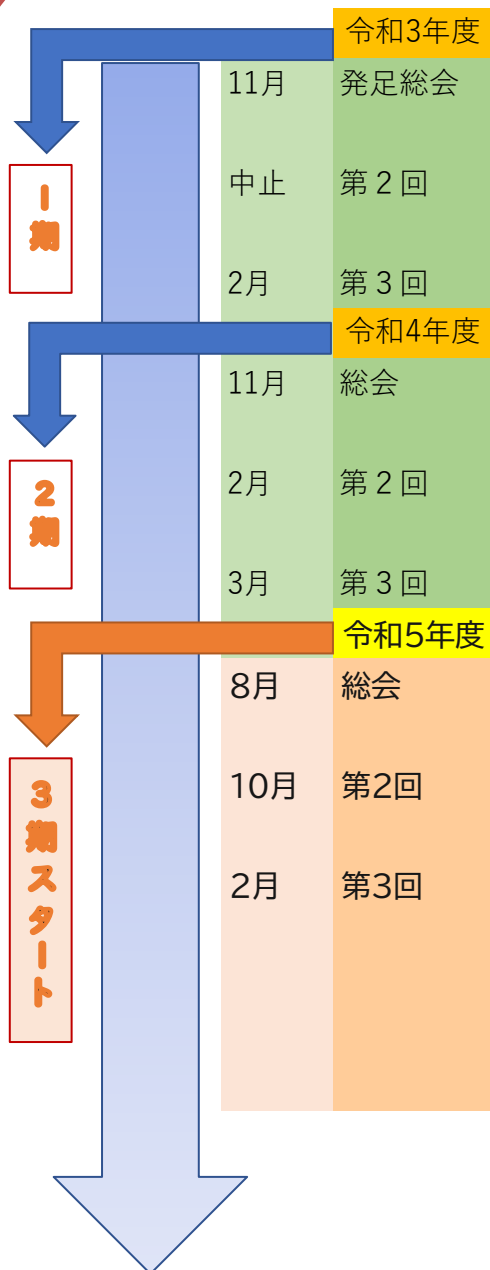 令和3年度
11月 発足総会
1期
中止 第2回
2月 第3回
令和4年度
11月 総会
2期
2月 第2回
3月 第3回
令和5年度
8月 総会
3期スタート
10月 第2回
2月 第3回